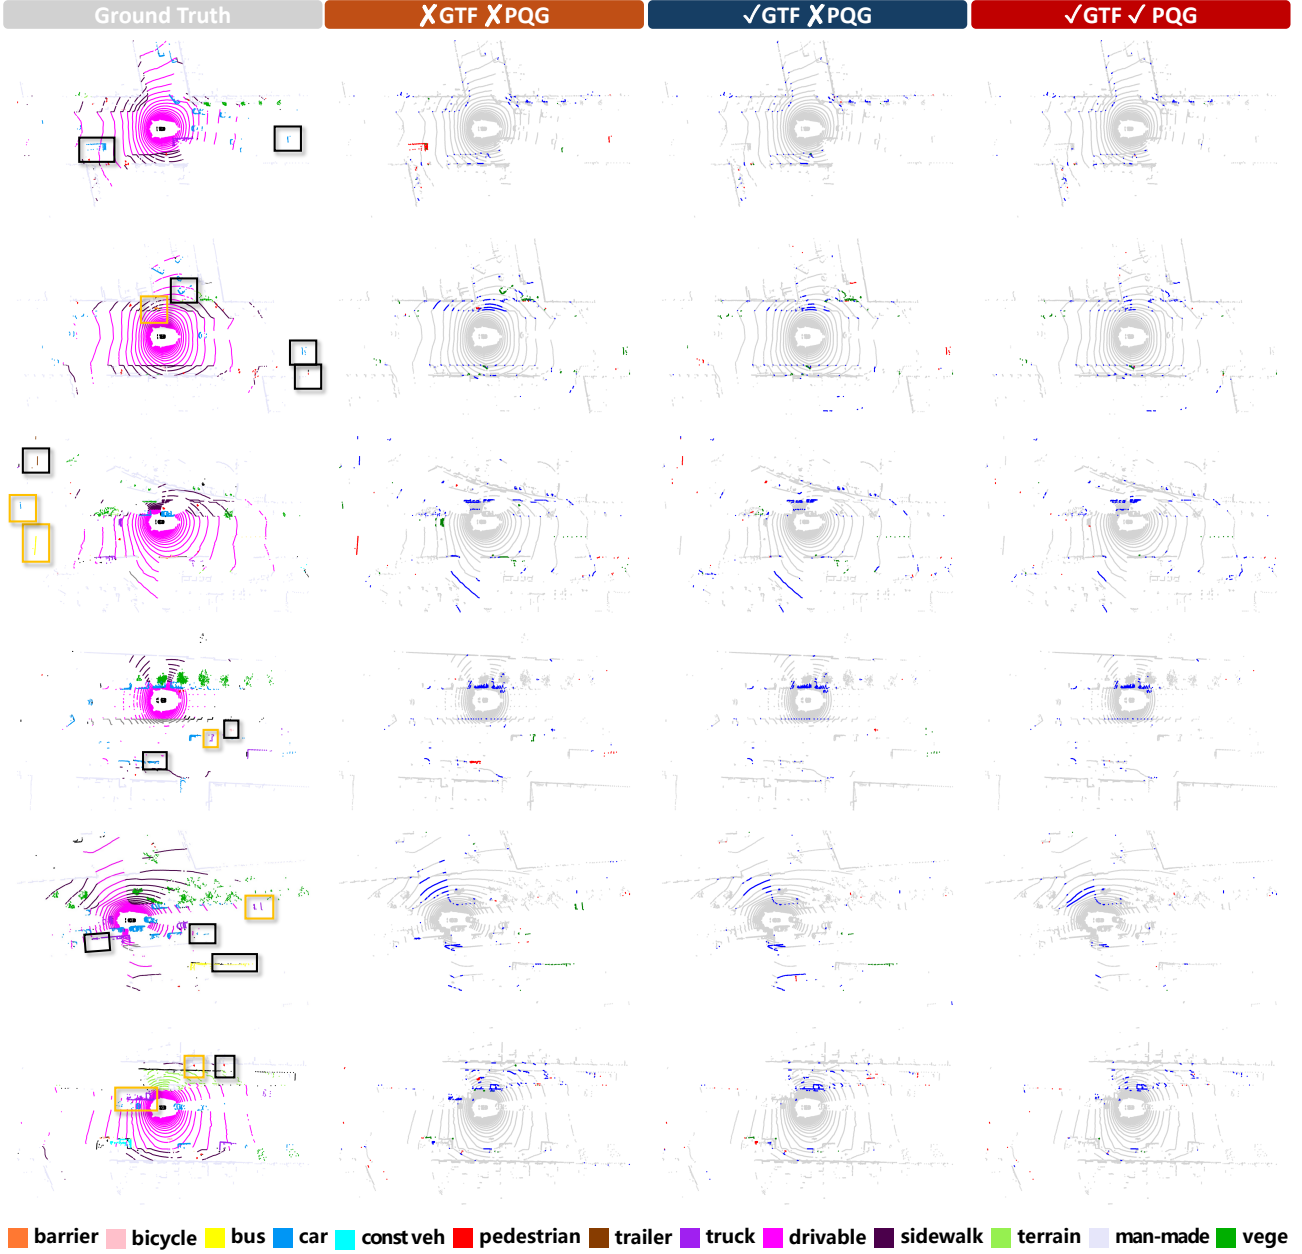 Ground Truth
✗GTF ✗PQG
✓GTF ✗PQG
✓GTF ✓ PQG
barrier bicycle bus car const veh pedestrian trailer truck drivable sidewalk terrain man-made vege